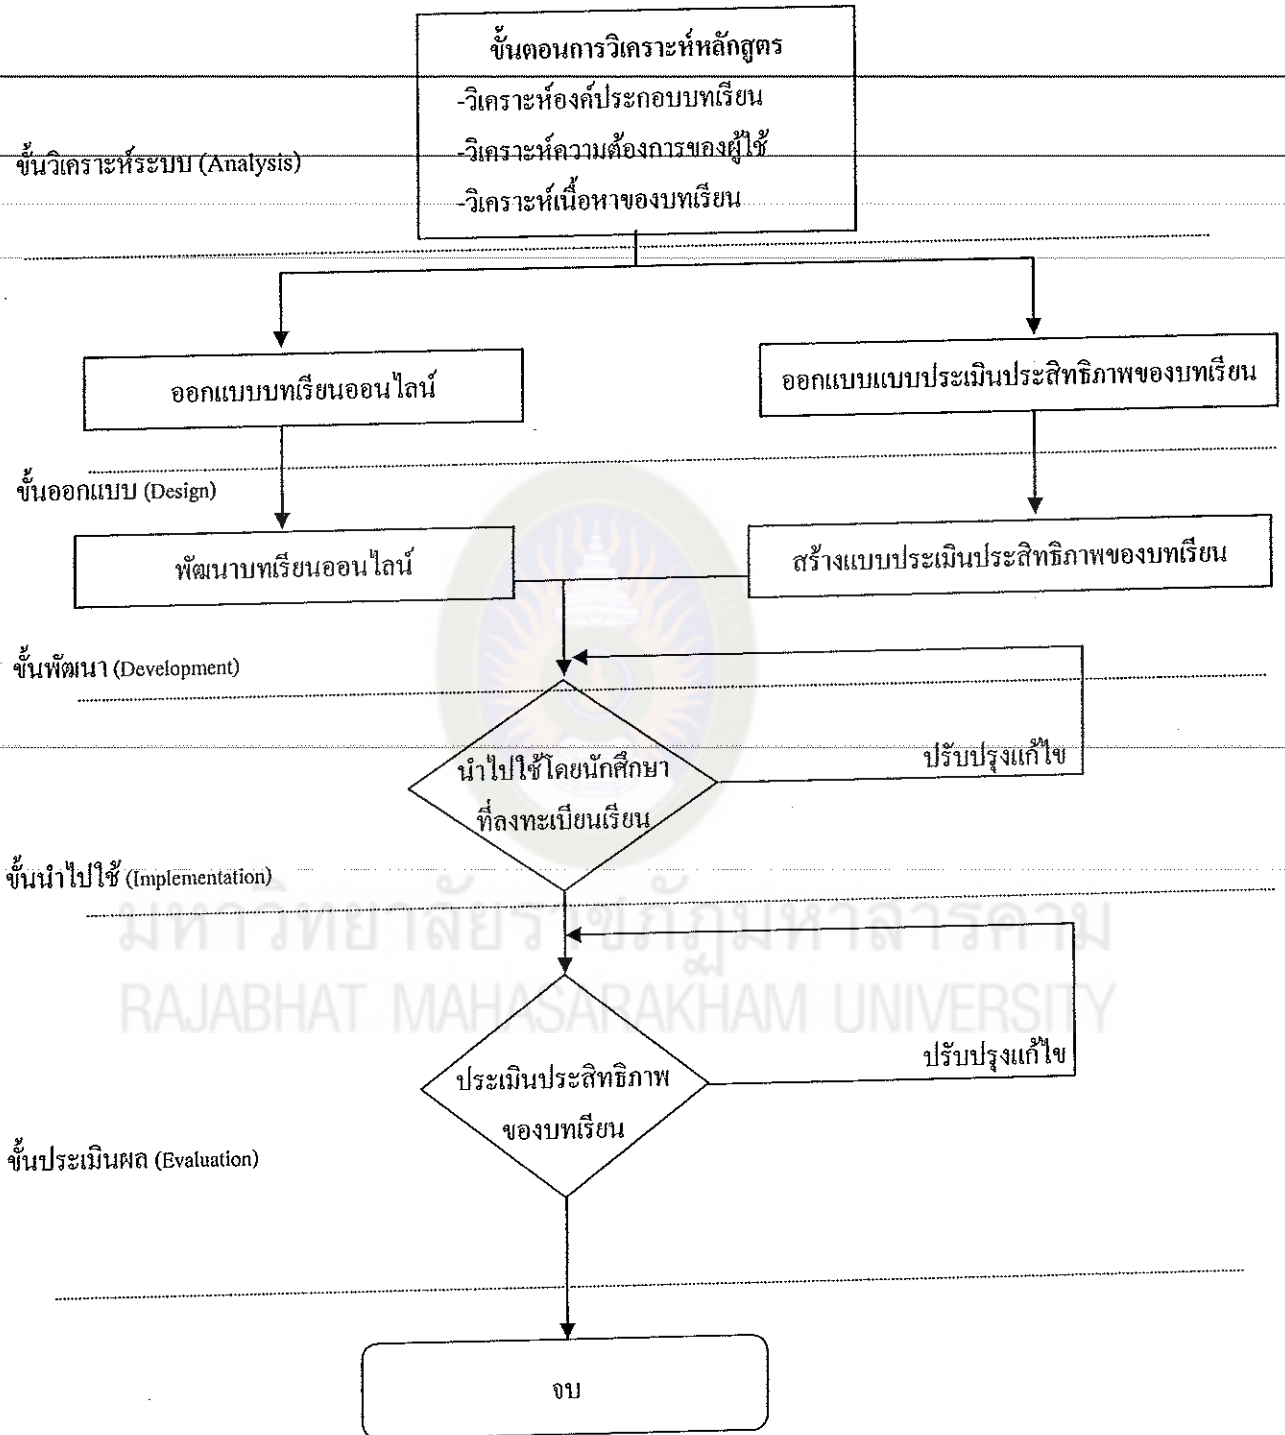 ขั้นตอนการวิเคราะห์หลักสูตร
-วิเคราะห์องค์ประกอบบทเรียน
-วิเคราะห์ความต้องการของผู้ใช้
ขั้นวิเคราะห์ระบบ (Analysis)
-วิเคราะห์เนื้อหาของบทเรียน
ออกแบบบทเรียนออนไลน์
ออกแบบแบบประเมินประสิทธิภาพของบทเรียน
ขั้นออกแบบ (Design)
พัฒนาบทเรียนออนไลน์
สร้างแบบประเมินประสิทธิภาพของบทเรียน
ขั้นพัฒนา (Development)
นำไปใช้โดยนักศึกษา
ที่ลงทะเบียนเรียน
ปรับปรุงแก้ไข
ขั้นนำไปใช้ (Implementation)
มหาวิทยาลัยราชภัฏมหาสารคาม
RAJABHAT MAHASARAKHAM UNIVERSITY
ประเมินประสิทธิภาพ
ของบทเรียน
ปรับปรุงแก้ไข
ขั้นประเมินผล (Evaluation)
จบ